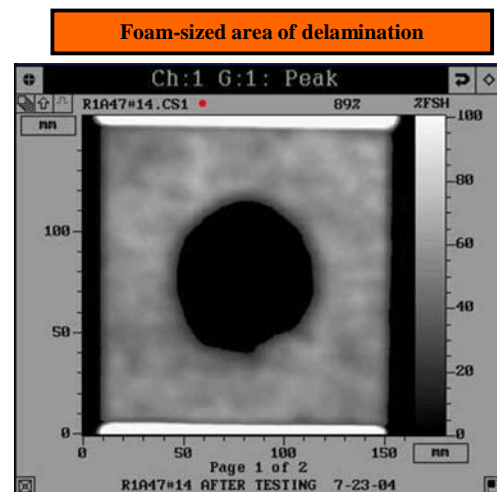 Foam-sized area of delamination
Ch:1 G:1: Peak
R1A47#14.CS1 89% %FSH
mm
100
80
60
40
20
0
100
50
0
0 50 100 150 mm
Page 1 of 2
R1A47#14 AFTER TESTING 7-23-04